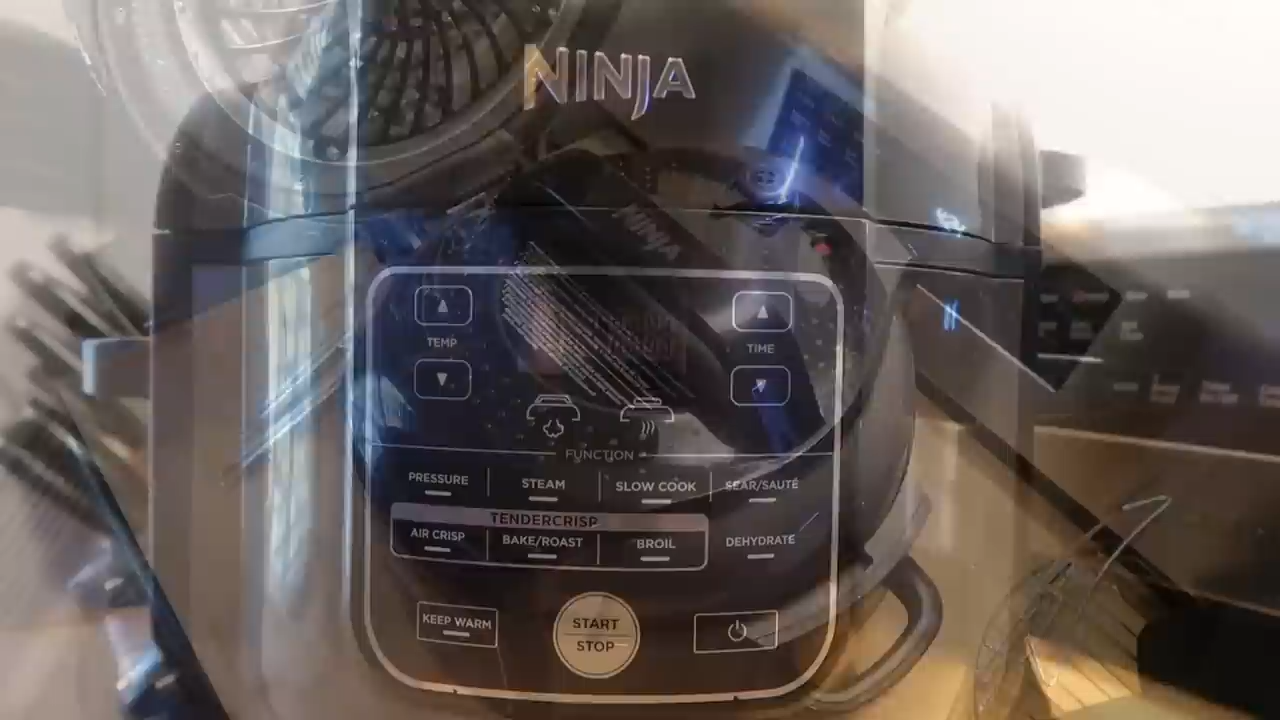 NINJA
NINJA
TEMP
TIME
FUNCTION
PRESSURE
STEAM
SLOW COOK
SEAR/SAUTÉ
TENDERCRISP
AIR CRISP
BAKE/ROAST
BROIL
DEHYDRATE
KEEP WARM
START
STOP